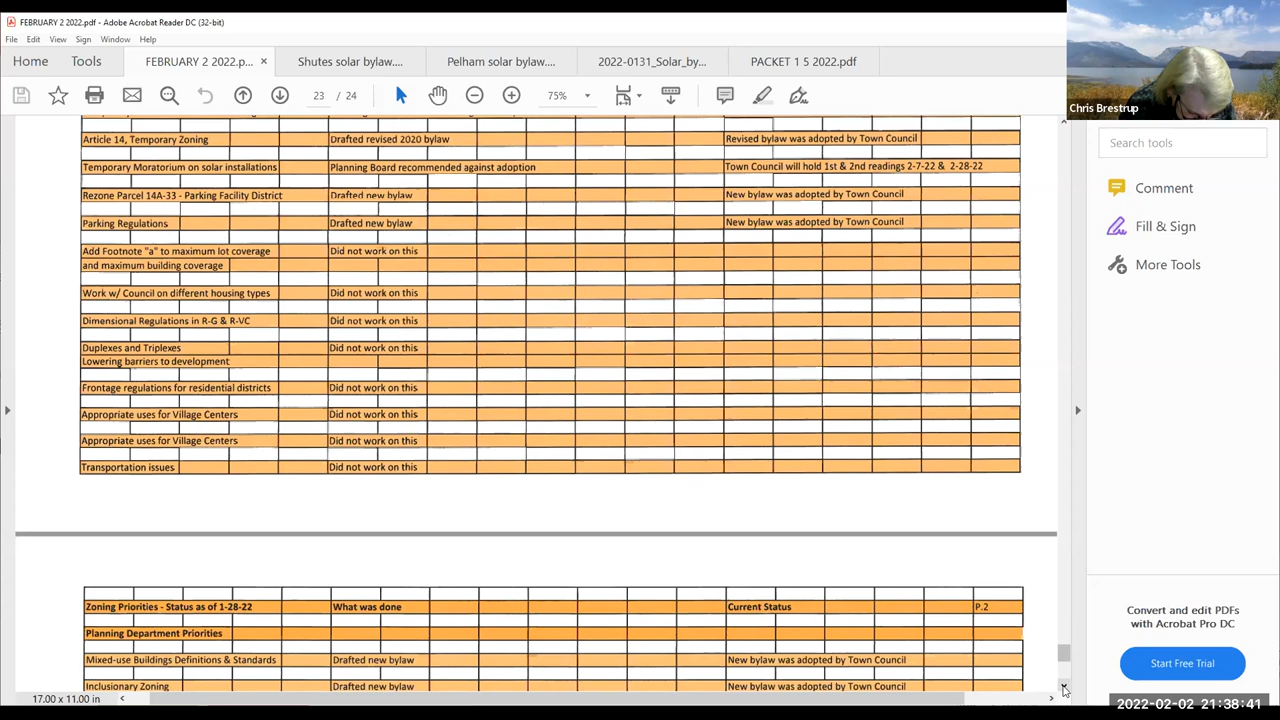 FEBRUARY 2 2022.pdf - Adobe Acrobat Reader DC (32-bit)
File Edit View Sign Window Help
Home Tools FEBRUARY 2 2022.p... × Shutes solar bylaw.... Pelham solar bylaw.... 2022-0131_Solar_by... PACKET 1 5 2022.pdf
23 / 24 75%
Chris Brestrup
Search tools
Comment
Fill & Sign
More Tools
Article 14, Temporary Zoning Drafted revised 2020 bylaw Revised bylaw was adopted by Town Council
Temporary Moratorium on solar installations Planning Board recommended against adoption Town Council will hold 1st & 2nd readings 2-7-22 & 2-28-22
Rezone Parcel 14A-33 - Parking Facility District Drafted new bylaw New bylaw was adopted by Town Council
Parking Regulations Drafted new bylaw New bylaw was adopted by Town Council
Add Footnote "a" to maximum lot coverage Did not work on this
and maximum building coverage
Work w/ Council on different housing types Did not work on this
Dimensional Regulations in R-G & R-VC Did not work on this
Duplexes and Triplexes Did not work on this
Lowering barriers to development
Frontage regulations for residential districts Did not work on this
Appropriate uses for Village Centers Did not work on this
Appropriate uses for Village Centers Did not work on this
Transportation issues Did not work on this
Zoning Priorities - Status as of 1-28-22 What was done Current Status P.2
Planning Department Priorities
Mixed-use Buildings Definitions & Standards Drafted new bylaw New bylaw was adopted by Town Council
Inclusionary Zoning Drafted new bylaw New bylaw was adopted by Town Council
17.00 x 11.00 in
Convert and edit PDFs
with Acrobat Pro DC
Start Free Trial
2022-02-02 21:38:41